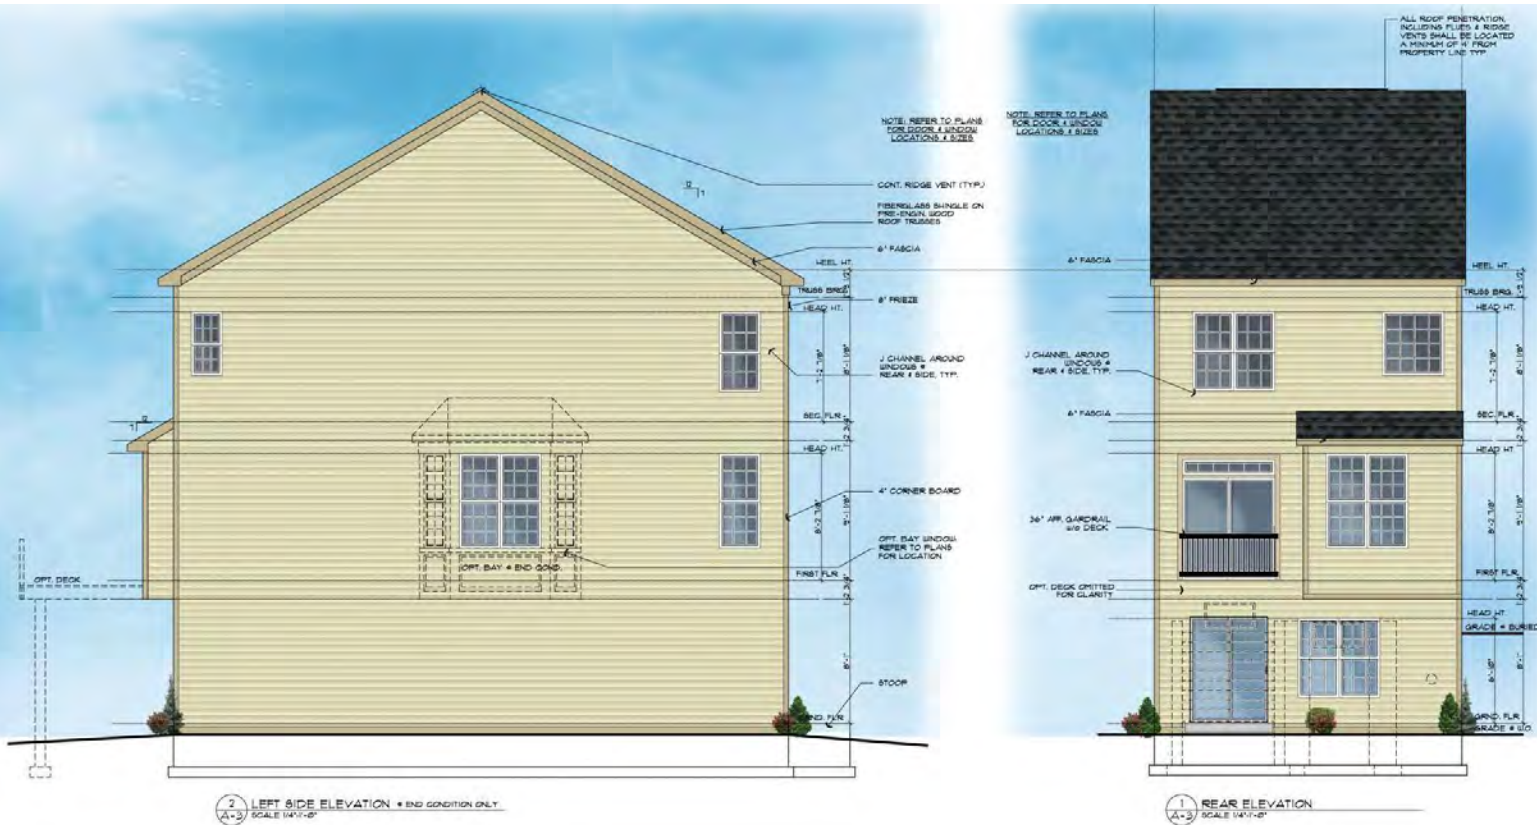 ALL ROOF PENETRATION,
INCLUDING FLUES & RIDGE
VENTS SHALL BE LOCATED
A MINIMUM OF 4' FROM
PROPERTY LINE TYP
NOTE: REFER TO PLANS
FOR DOOR & WINDOW
LOCATIONS & SIZES
NOTE: REFER TO PLANS
FOR DOOR & WINDOW
LOCATIONS & SIZES
CONT. RIDGE VENT (TYP.)
FIBERGLASS SHINGLE ON
PRE-ENGIN. WOOD
ROOF TRUSSES
6" FASCIA
HEEL HT.
TRUSS BRG.
8" FRIEZE
HEAD HT.
J CHANNEL AROUND
WINDOWS @
REAR & SIDE, TYP.
SEC. FLR.
HEAD HT.
4" CORNER BOARD
OPT. BAY WINDOW.
REFER TO PLANS
FOR LOCATION
OPT. BAY @ END COND.
FIRST FLR.
OPT. DECK
STOOP
GRND. FLR.
2
A-3
LEFT SIDE ELEVATION * END CONDITION ONLY
SCALE 1/4"=1'-0"
6" FASCIA
HEEL HT.
TRUSS BRG.
HEAD HT.
J CHANNEL AROUND
WINDOWS @
REAR & SIDE, TYP.
6" FASCIA
SEC. FLR.
HEAD HT.
36" AFF. GARDRAIL
w/o DECK
FIRST FLR.
OPT. DECK OMITTED
FOR CLARITY
HEAD HT.
GRADE @ BURIED
GRND. FLR.
GRADE @ W.O.
1
A-3
REAR ELEVATION
SCALE 1/4"=1'-0"